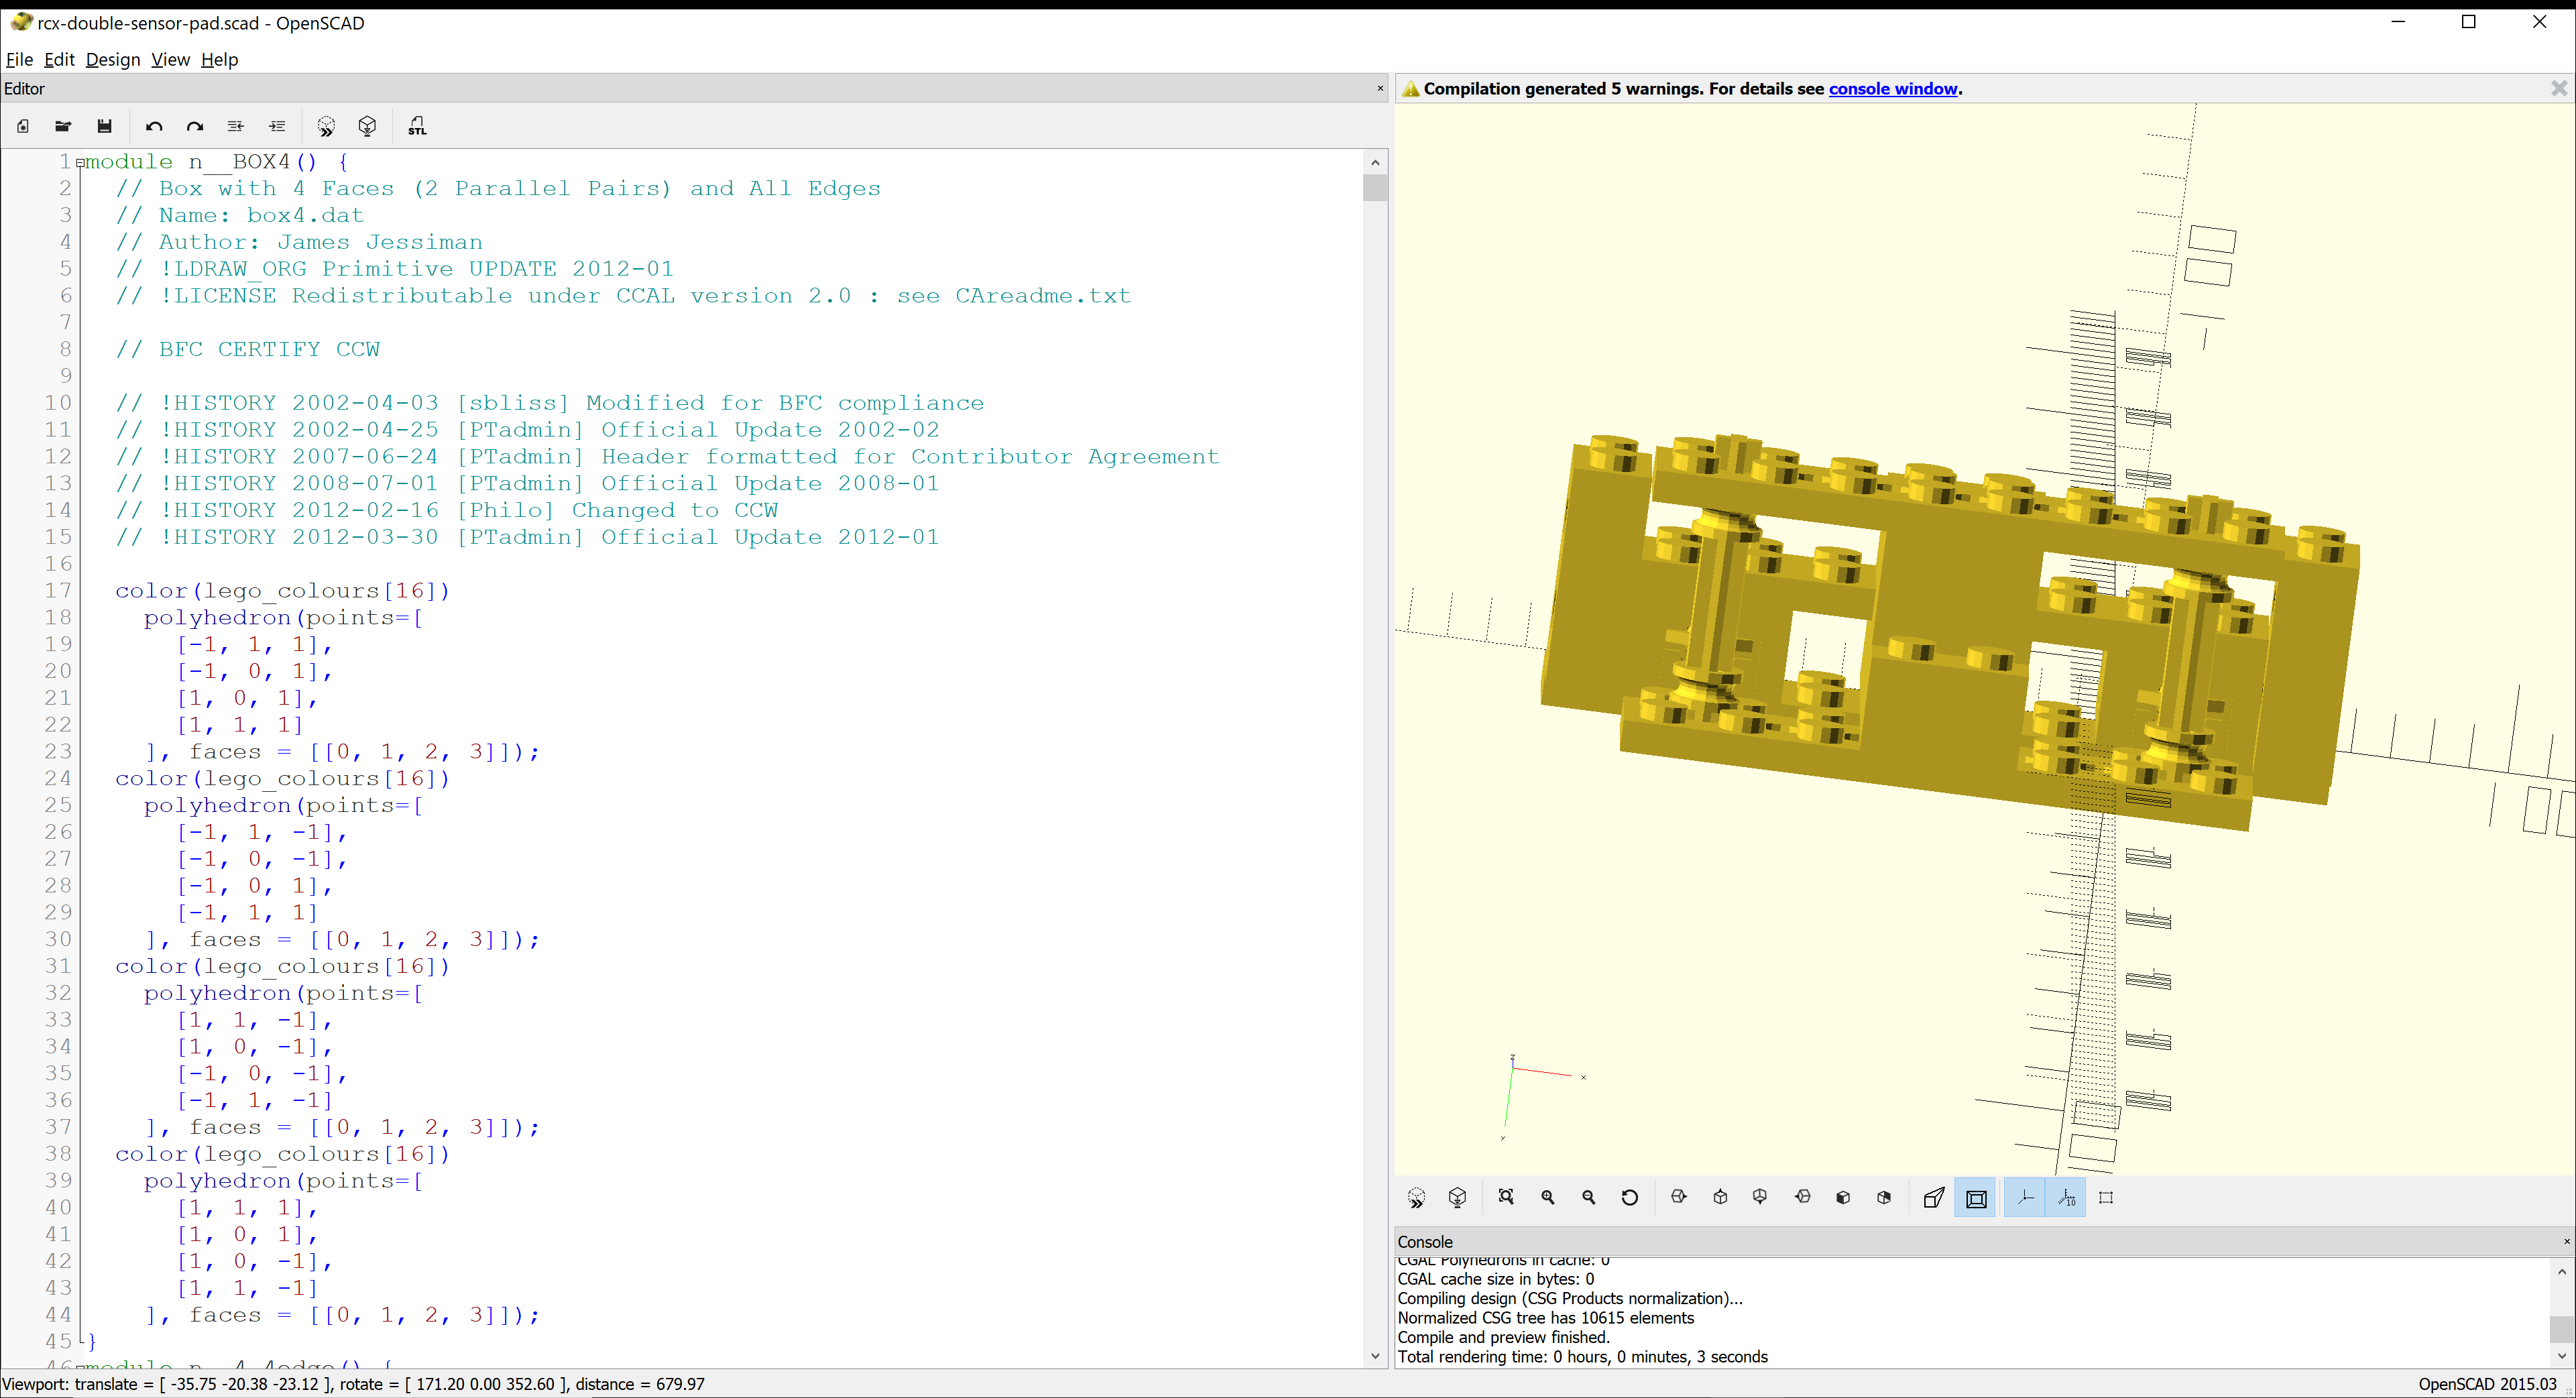 rcx-double-sensor-pad.scad - OpenSCAD
File Edit Design View Help
Editor
STL
1 module n__BOX4() {
2 // Box with 4 Faces (2 Parallel Pairs) and All Edges
3 // Name: box4.dat
4 // Author: James Jessiman
5 // !LDRAW_ORG Primitive UPDATE 2012-01
6 // !LICENSE Redistributable under CCAL version 2.0 : see CAreadme.txt
7
8 // BFC CERTIFY CCW
9
10 // !HISTORY 2002-04-03 [sbliss] Modified for BFC compliance
11 // !HISTORY 2002-04-25 [PTadmin] Official Update 2002-02
12 // !HISTORY 2007-06-24 [PTadmin] Header formatted for Contributor Agreement
13 // !HISTORY 2008-07-01 [PTadmin] Official Update 2008-01
14 // !HISTORY 2012-02-16 [Philo] Changed to CCW
15 // !HISTORY 2012-03-30 [PTadmin] Official Update 2012-01
16
17 color(lego_colours[16])
18 polyhedron(points=[
19 [-1, 1, 1],
20 [-1, 0, 1],
21 [1, 0, 1],
22 [1, 1, 1]
23 ], faces = [[0, 1, 2, 3]]);
24 color(lego_colours[16])
25 polyhedron(points=[
26 [-1, 1, -1],
27 [-1, 0, -1],
28 [-1, 0, 1],
29 [-1, 1, 1]
30 ], faces = [[0, 1, 2, 3]]);
31 color(lego_colours[16])
32 polyhedron(points=[
33 [1, 1, -1],
34 [1, 0, -1],
35 [-1, 0, -1],
36 [-1, 1, -1]
37 ], faces = [[0, 1, 2, 3]]);
38 color(lego_colours[16])
39 polyhedron(points=[
40 [1, 1, 1],
41 [1, 0, 1],
42 [1, 0, -1],
43 [1, 1, -1]
44 ], faces = [[0, 1, 2, 3]]);
45 }
46 module n__4_4edge() {
Compilation generated 5 warnings. For details see console window.
z
x
y
10
Console
CGAL Polyhedrons in cache: 0
CGAL cache size in bytes: 0
Compiling design (CSG Products normalization)...
Normalized CSG tree has 10615 elements
Compile and preview finished.
Total rendering time: 0 hours, 0 minutes, 3 seconds
Viewport: translate = [ -35.75 -20.38 -23.12 ], rotate = [ 171.20 0.00 352.60 ], distance = 679.97
OpenSCAD 2015.03